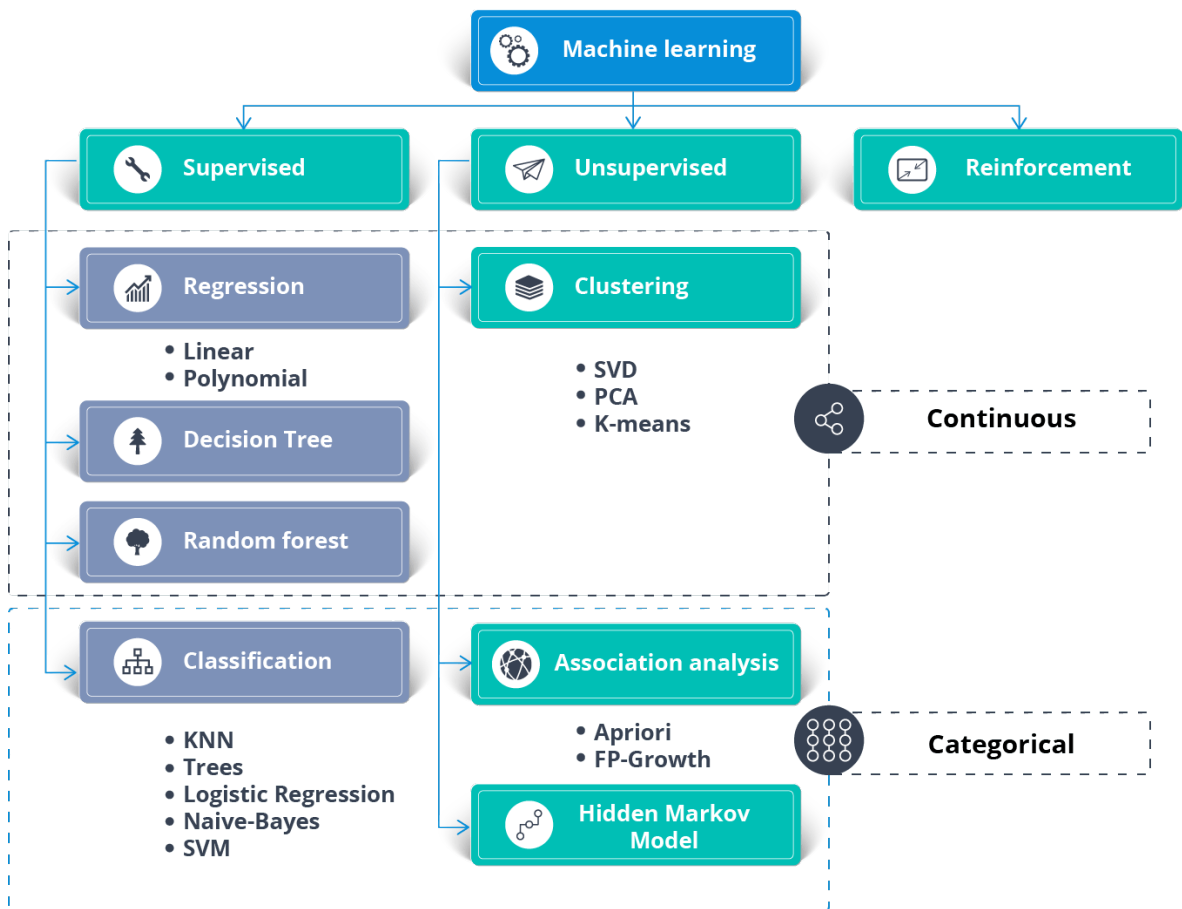 Machine learning
Supervised
Unsupervised
Reinforcement
Regression
• Linear
• Polynomial
Decision Tree
Random forest
Clustering
• SVD
• PCA
• K-means
Continuous
Classification
• KNN
• Trees
• Logistic Regression
• Naive-Bayes
• SVM
Association analysis
• Apriori
• FP-Growth
Hidden Markov
Model
Categorical